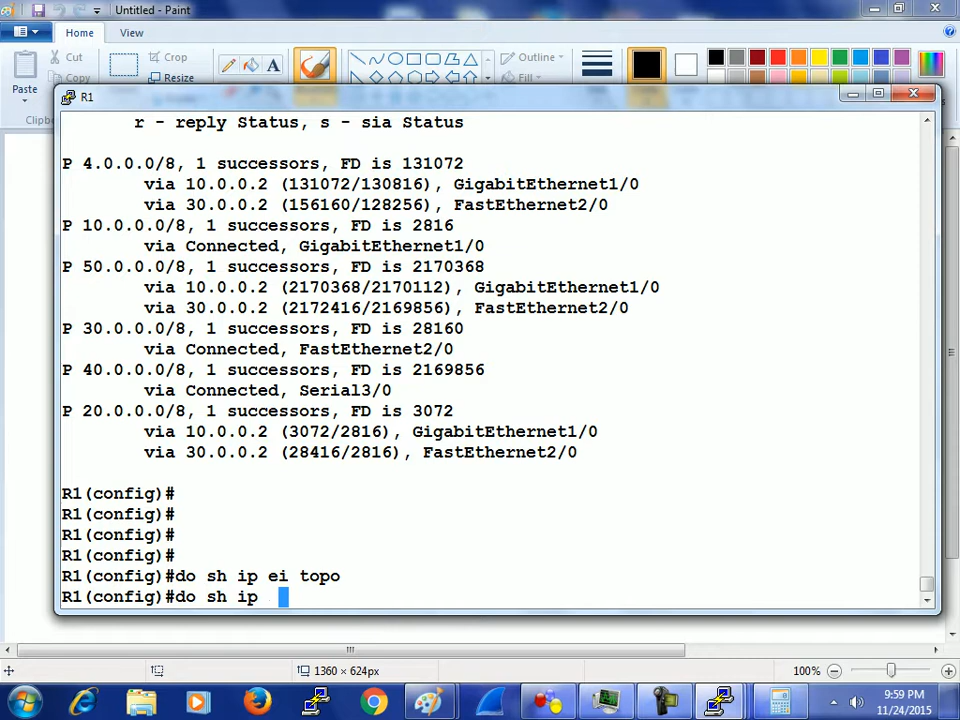 Untitled - Paint
Home View
Cut
Copy
Paste
Crop
Resize
Outline
Fill
Clipb
R1
r - reply Status, s - sia Status
P 4.0.0.0/8, 1 successors, FD is 131072
via 10.0.0.2 (131072/130816), GigabitEthernet1/0
via 30.0.0.2 (156160/128256), FastEthernet2/0
P 10.0.0.0/8, 1 successors, FD is 2816
via Connected, GigabitEthernet1/0
P 50.0.0.0/8, 1 successors, FD is 2170368
via 10.0.0.2 (2170368/2170112), GigabitEthernet1/0
via 30.0.0.2 (2172416/2169856), FastEthernet2/0
P 30.0.0.0/8, 1 successors, FD is 28160
via Connected, FastEthernet2/0
P 40.0.0.0/8, 1 successors, FD is 2169856
via Connected, Serial3/0
P 20.0.0.0/8, 1 successors, FD is 3072
via 10.0.0.2 (3072/2816), GigabitEthernet1/0
via 30.0.0.2 (28416/2816), FastEthernet2/0
R1(config)#
R1(config)#
R1(config)#
R1(config)#
R1(config)#do sh ip ei topo
R1(config)#do sh ip
1360 × 624px
100%
9:59 PM
11/24/2015